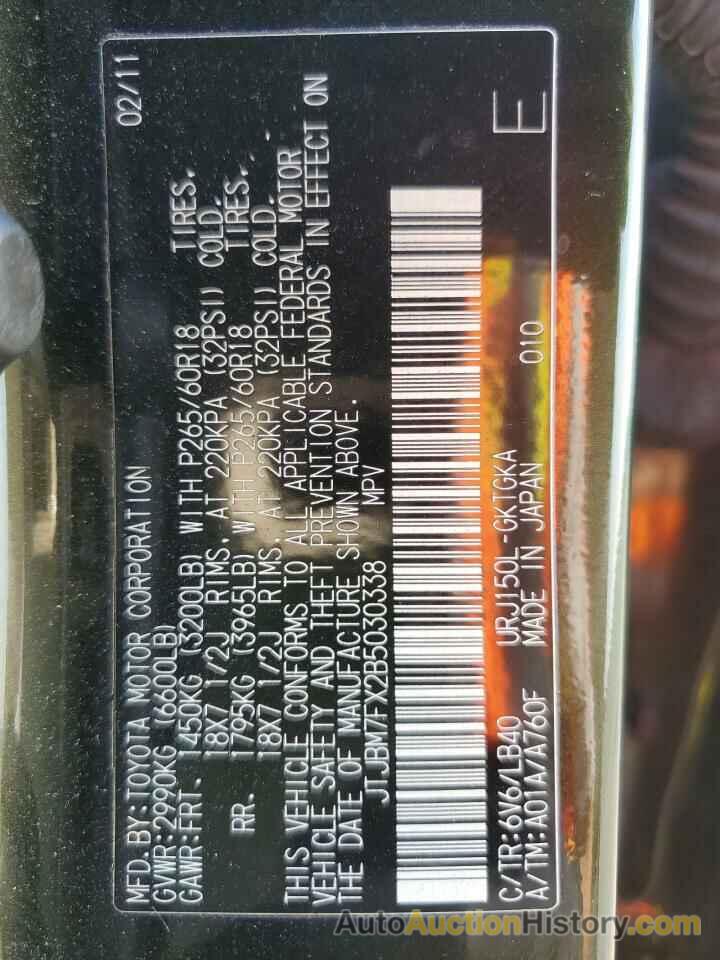 MFD. BY: TOYOTA MOTOR CORPORATION 02/11
GVWR: 2990KG (6600LB)
GAWR: FRT. 1450KG (3200LB) WITH P265/60R18 TIRES.
18X7 1/2J RIMS, AT 220KPA (32PSI) COLD.
RR. 1795KG (3965LB) WITH P265/60R18 TIRES.
18X7 1/2J RIMS, AT 220KPA (32PSI) COLD.
THIS VEHICLE CONFORMS TO ALL APPLICABLE FEDERAL MOTOR
VEHICLE SAFETY AND THEFT PREVENTION STANDARDS IN EFFECT ON
THE DATE OF MANUFACTURE SHOWN ABOVE.
JTJBM7FX2B5030338 MPV
C/TR: 6V6/LB40 URJ150L-GKTGKA
A/TM: A01A/A760F MADE IN JAPAN 010 E
AutoAuctionHistory.com